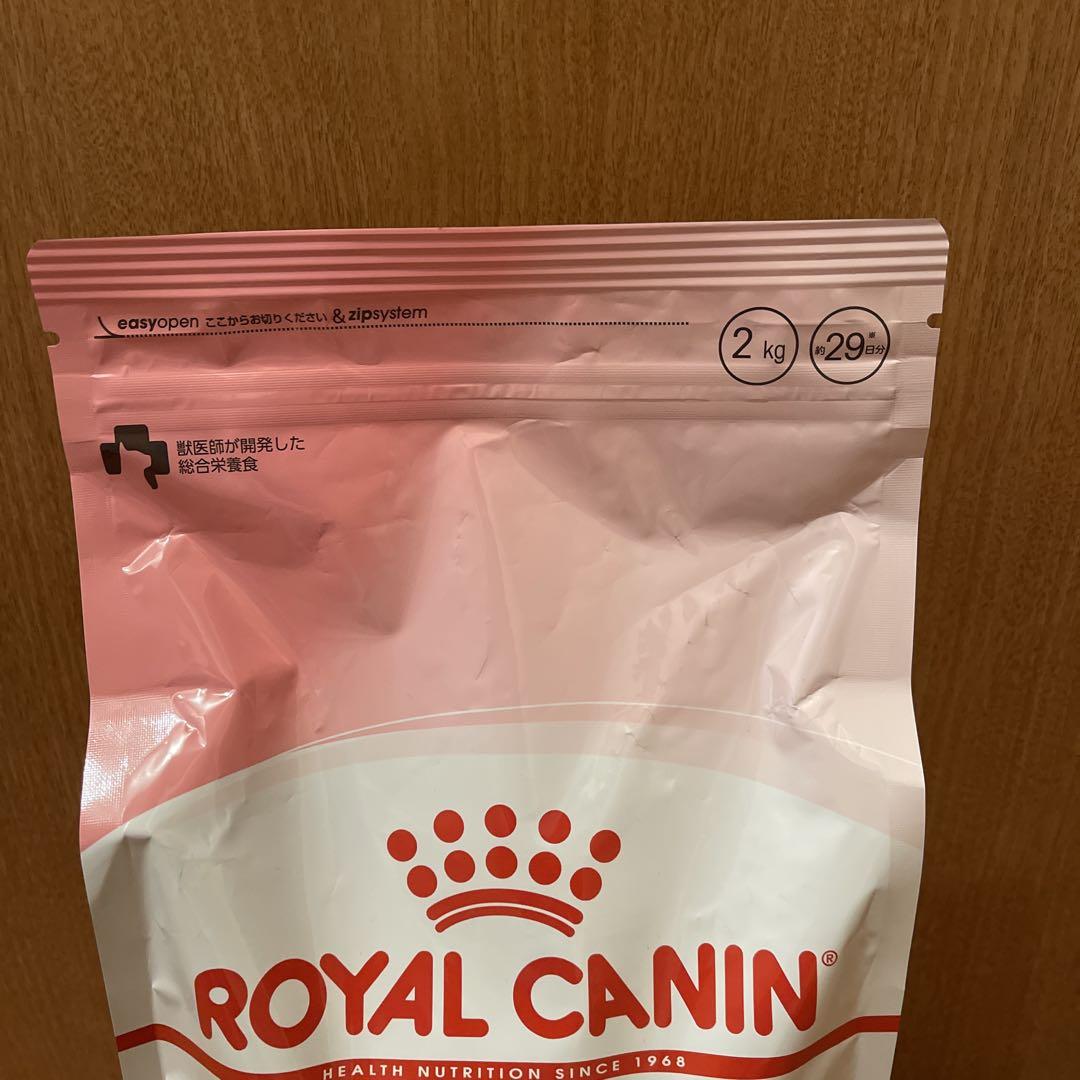 easyopen ここからお切りください & zipsystem
2 kg
約29日分※
獣医師が開発した
総合栄養食
ROYAL CANIN®
HEALTH NUTRITION SINCE 1968